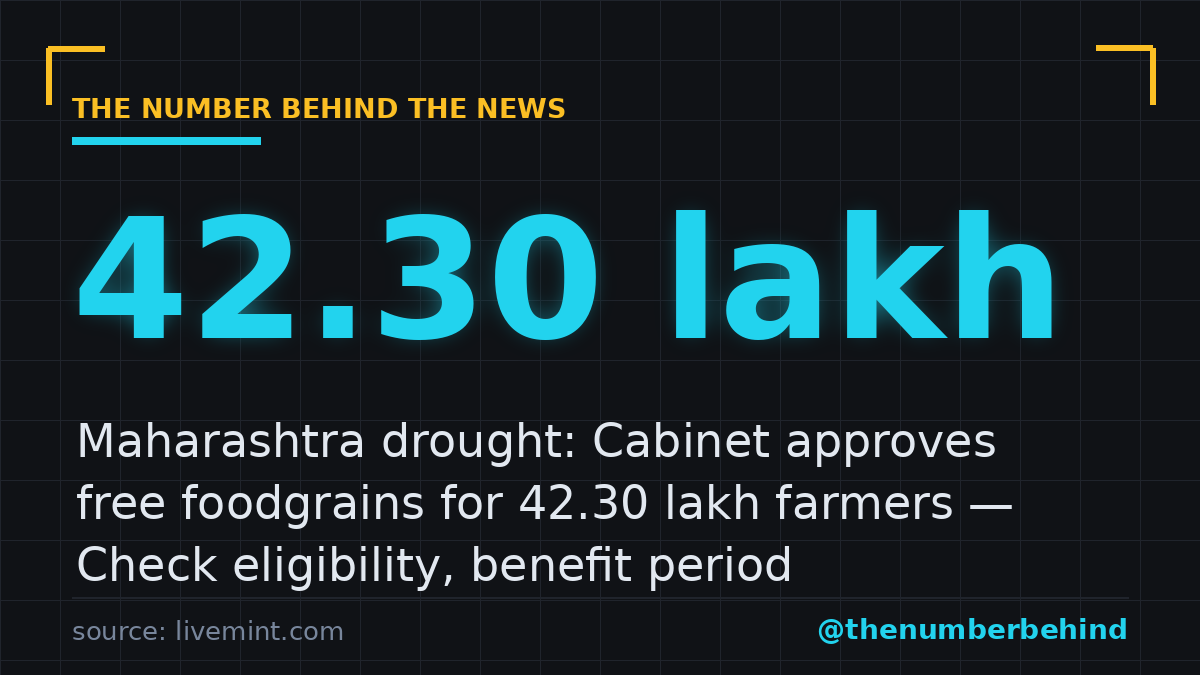 THE NUMBER BEHIND THE NEWS
42.30 lakh
Maharashtra drought: Cabinet approves
free foodgrains for 42.30 lakh farmers —
Check eligibility, benefit period
source: livemint.com
@thenumberbehind